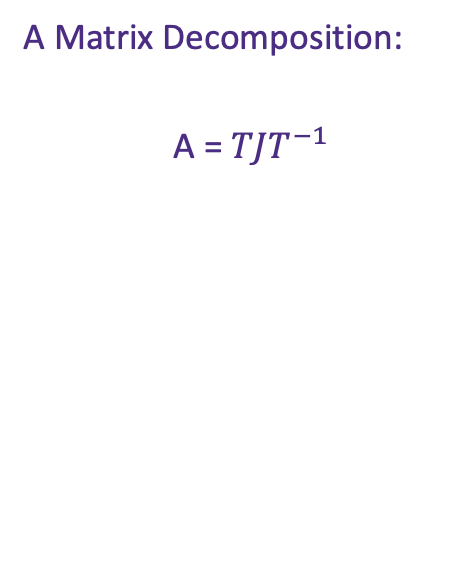 A Matrix Decomposition:
A = 𝑇𝐽𝑇⁻¹